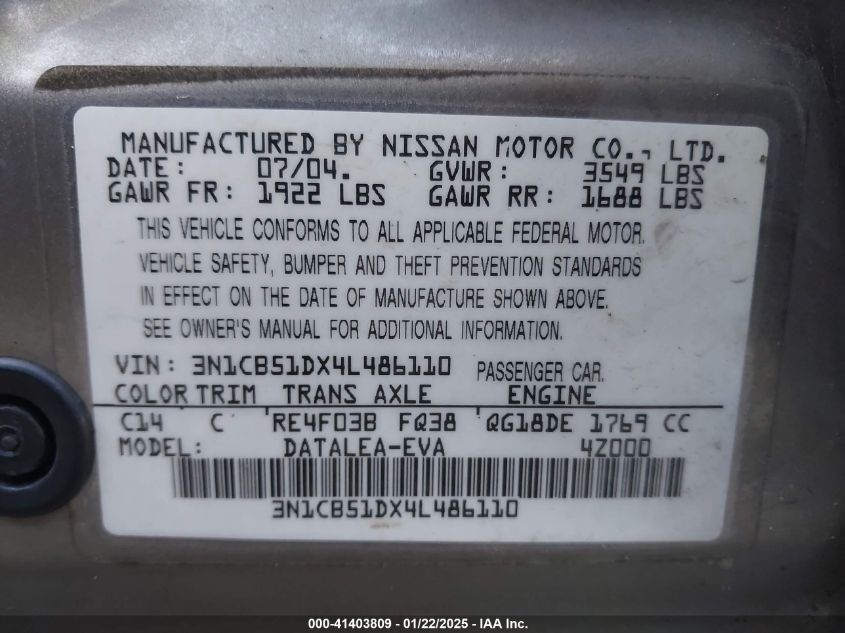 MANUFACTURED BY NISSAN MOTOR CO., LTD.
DATE: 07/04. GVWR: 3549 LBS
GAWR FR: 1922 LBS GAWR RR: 1688 LBS
THIS VEHICLE CONFORMS TO ALL APPLICABLE FEDERAL MOTOR.
VEHICLE SAFETY, BUMPER AND THEFT PREVENTION STANDARDS
IN EFFECT ON THE DATE OF MANUFACTURE SHOWN ABOVE.
SEE OWNER'S MANUAL FOR ADDITIONAL INFORMATION.
VIN: 3N1CB51DX4L486110 PASSENGER CAR.
COLOR TRIM TRANS AXLE ENGINE
C14 C RE4F03B FQ38 QG18DE 1769 CC
MODEL: DATALEA-EVA 4Z000
3N1CB51DX4L486110
000-41403809 - 01/22/2025 - IAA Inc.